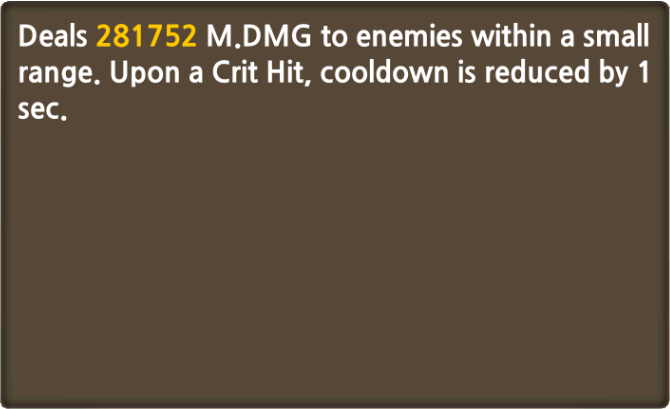 Deals 281752 M.DMG to enemies within a small
range. Upon a Crit Hit, cooldown is reduced by 1
sec.